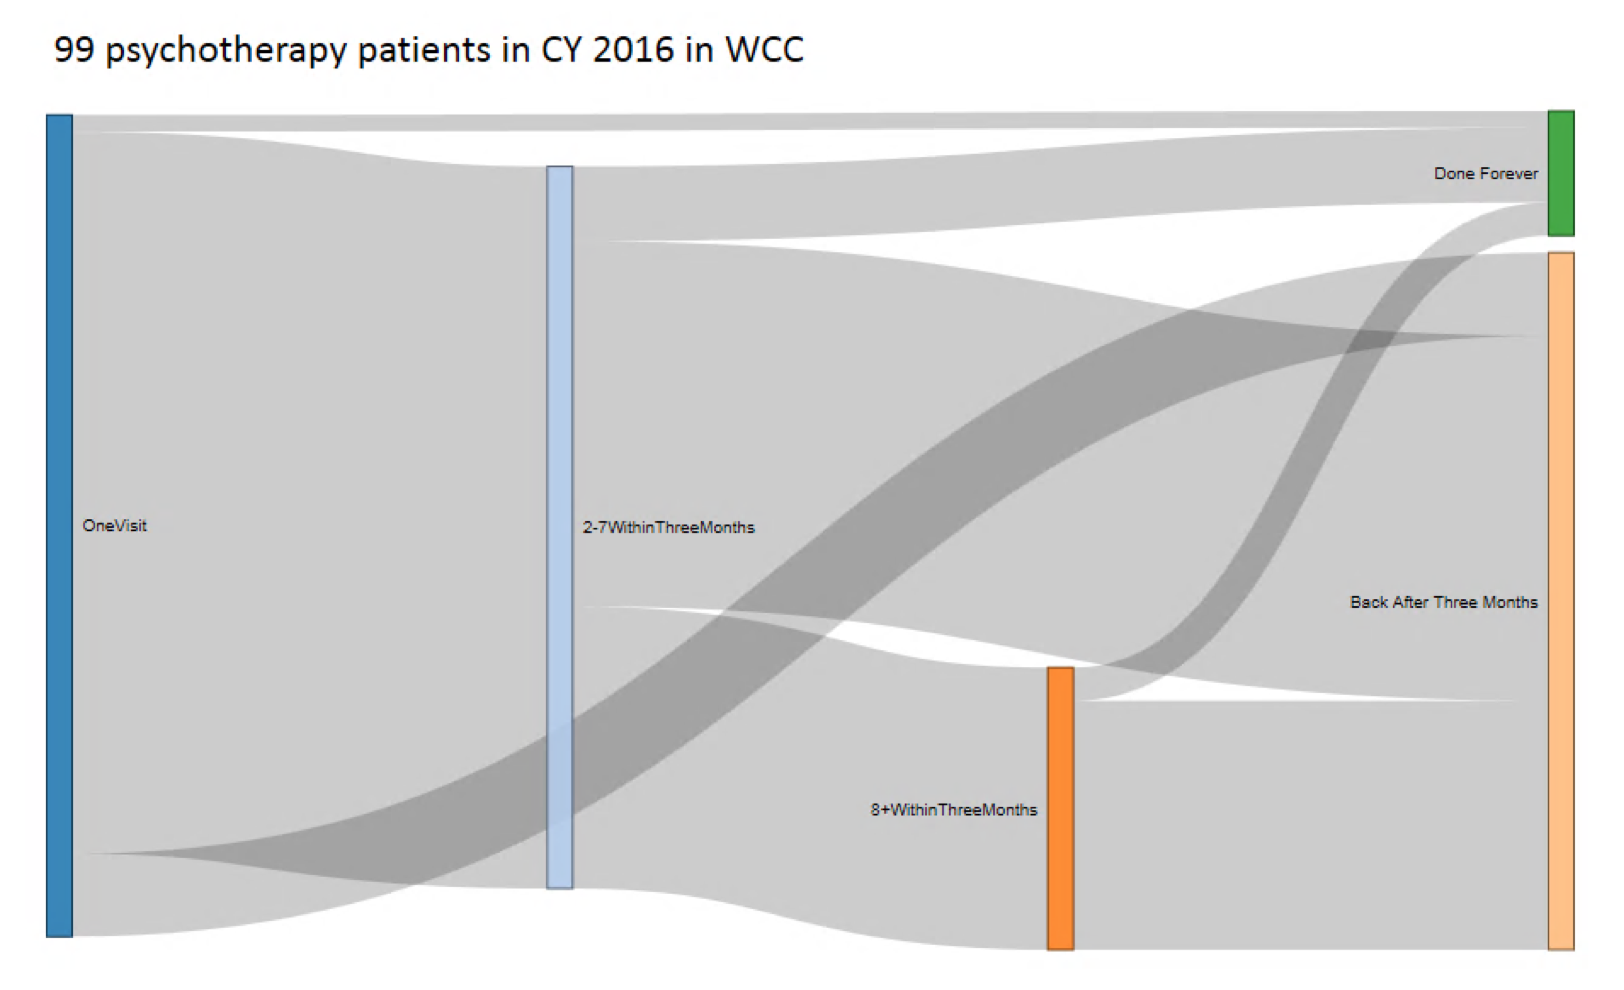 99 psychotherapy patients in CY 2016 in WCC
Done Forever
OneVisit
2-7WithinThreeMonths
Back After Three Months
8+WithinThreeMonths